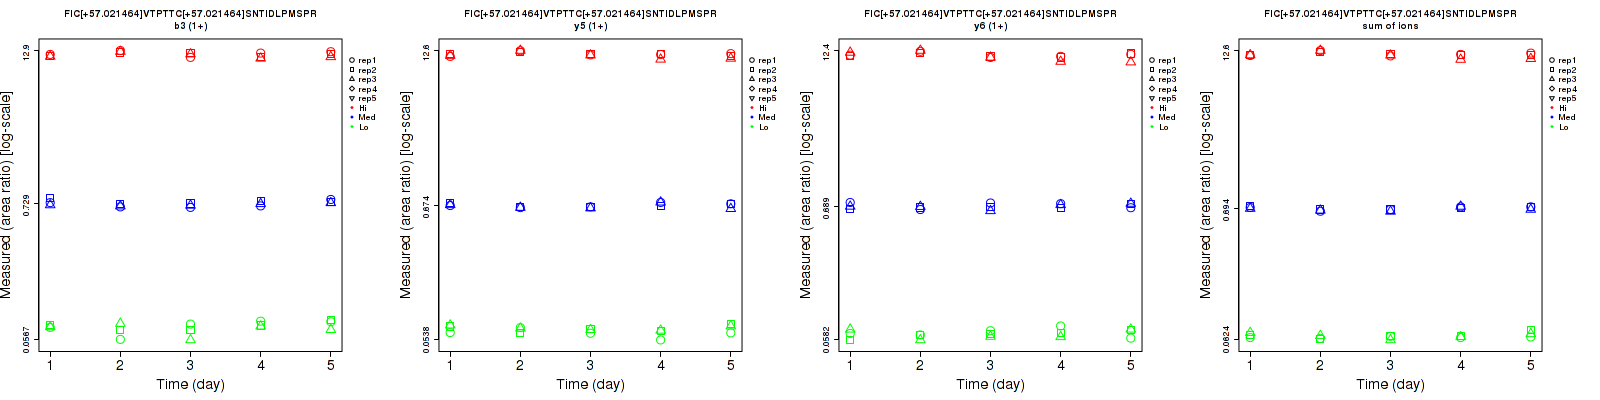 FIC[+57.021464]VTPTTC[+57.021464]SNTIDLPMSPR
b3 (1+)
Measured (area ratio) [log-scale]
12.9
0.729
0.0567
1 2 3 4 5
Time (day)
rep1
rep2
rep3
rep4
rep5
Hi
Med
Lo
FIC[+57.021464]VTPTTC[+57.021464]SNTIDLPMSPR
y5 (1+)
Measured (area ratio) [log-scale]
12.6
0.674
0.0538
1 2 3 4 5
Time (day)
rep1
rep2
rep3
rep4
rep5
Hi
Med
Lo
FIC[+57.021464]VTPTTC[+57.021464]SNTIDLPMSPR
y6 (1+)
Measured (area ratio) [log-scale]
12.4
0.689
0.0582
1 2 3 4 5
Time (day)
rep1
rep2
rep3
rep4
rep5
Hi
Med
Lo
FIC[+57.021464]VTPTTC[+57.021464]SNTIDLPMSPR
sum of ions
Measured (area ratio) [log-scale]
12.6
0.694
0.0624
1 2 3 4 5
Time (day)
rep1
rep2
rep3
rep4
rep5
Hi
Med
Lo